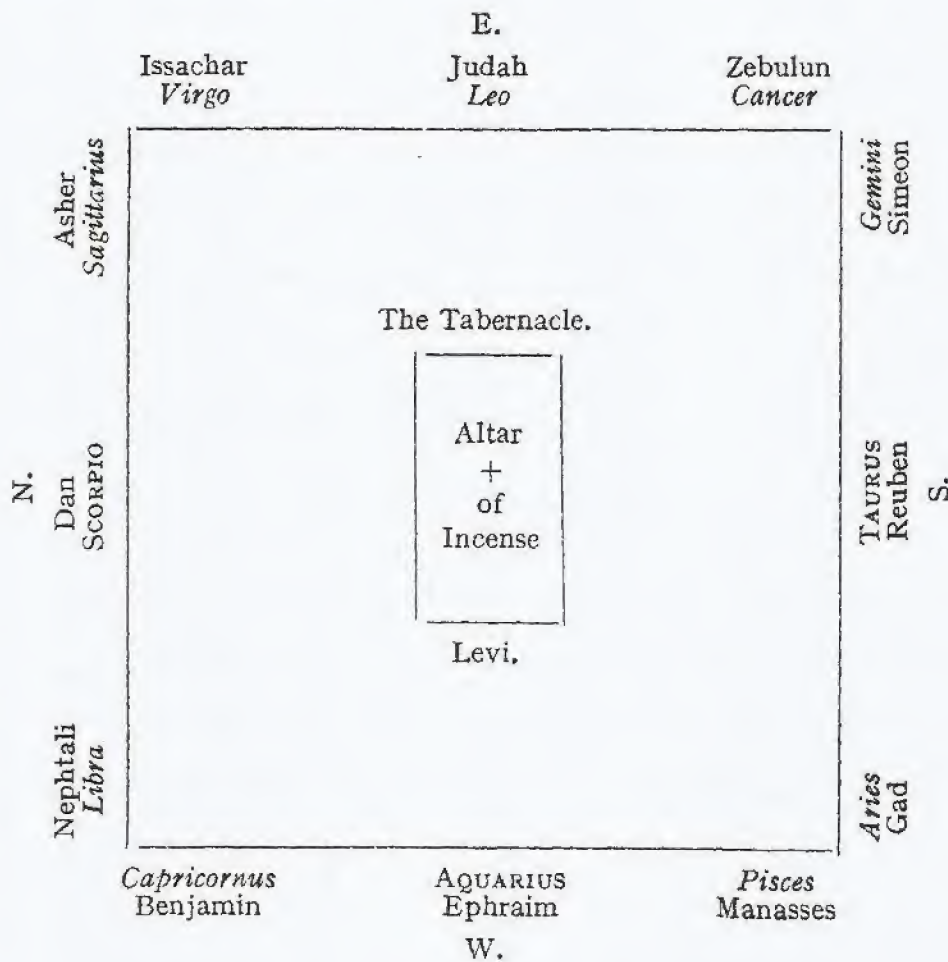 E.
Issachar Judah Zebulun
Virgo Leo Cancer
Asher
Sagittarius
Gemini
Simeon
The Tabernacle.
N.
Dan
SCORPIO
Altar
+
of
Incense
TAURUS
Reuben
S.
Levi.
Nephtali
Libra
Aries
Gad
Capricornus AQUARIUS Pisces
Benjamin Ephraim Manasses
W.